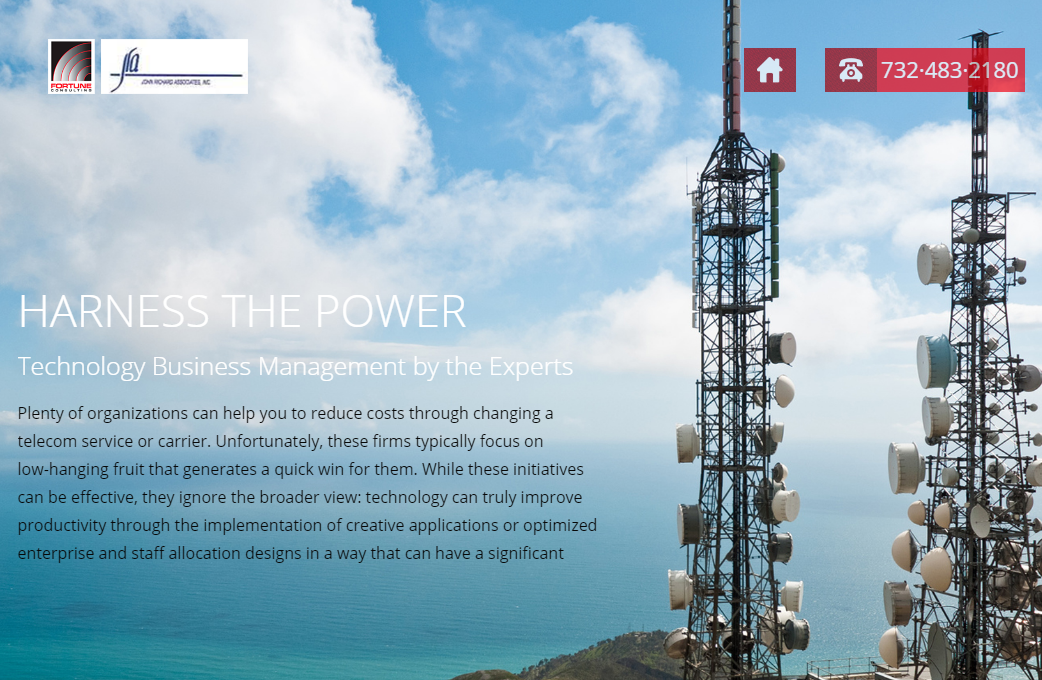 FORTUNE
CONSULTING
jra
JOHN RICHARD ASSOCIATES, INC
732·483·2180
HARNESS THE POWER
Technology Business Management by the Experts
Plenty of organizations can help you to reduce costs through changing a
telecom service or carrier. Unfortunately, these firms typically focus on
low-hanging fruit that generates a quick win for them. While these initiatives
can be effective, they ignore the broader view: technology can truly improve
productivity through the implementation of creative applications or optimized
enterprise and staff allocation designs in a way that can have a significant